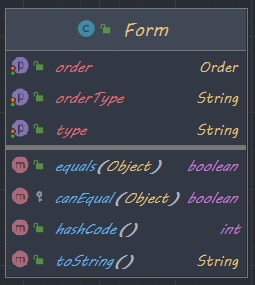 C Form
p order Order
p orderType String
p type String
m equals(Object) boolean
m canEqual(Object) boolean
m hashCode() int
m toString() String